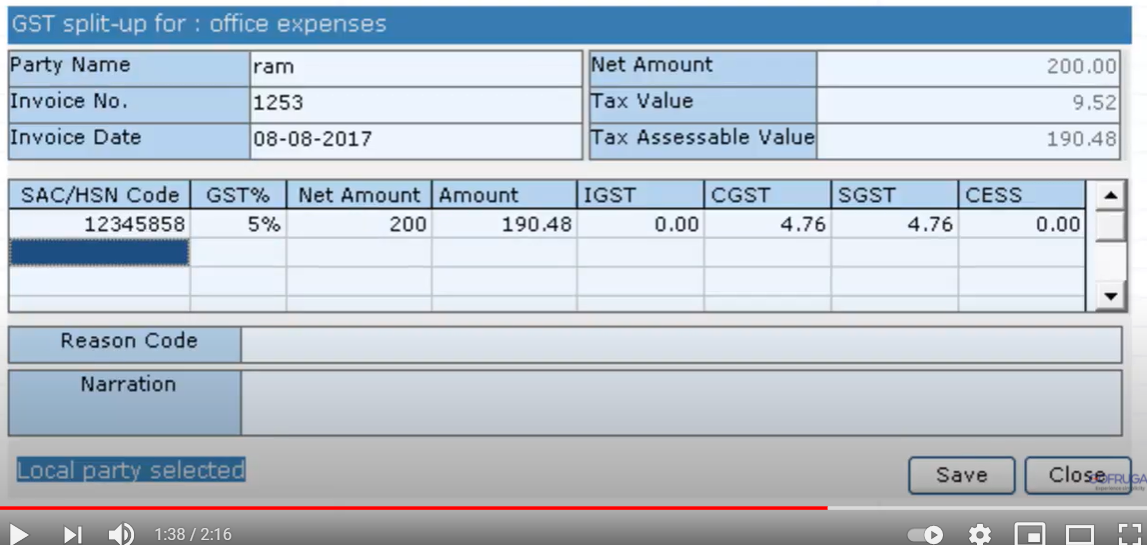 GST split-up for : office expenses
Party Name ram Net Amount 200.00
Invoice No. 1253 Tax Value 9.52
Invoice Date 08-08-2017 Tax Assessable Value 190.48
SAC/HSN Code GST% Net Amount Amount IGST CGST SGST CESS
12345858 5% 200 190.48 0.00 4.76 4.76 0.00
Reason Code
Narration
Local party selected
Save Close
1:38 / 2:16